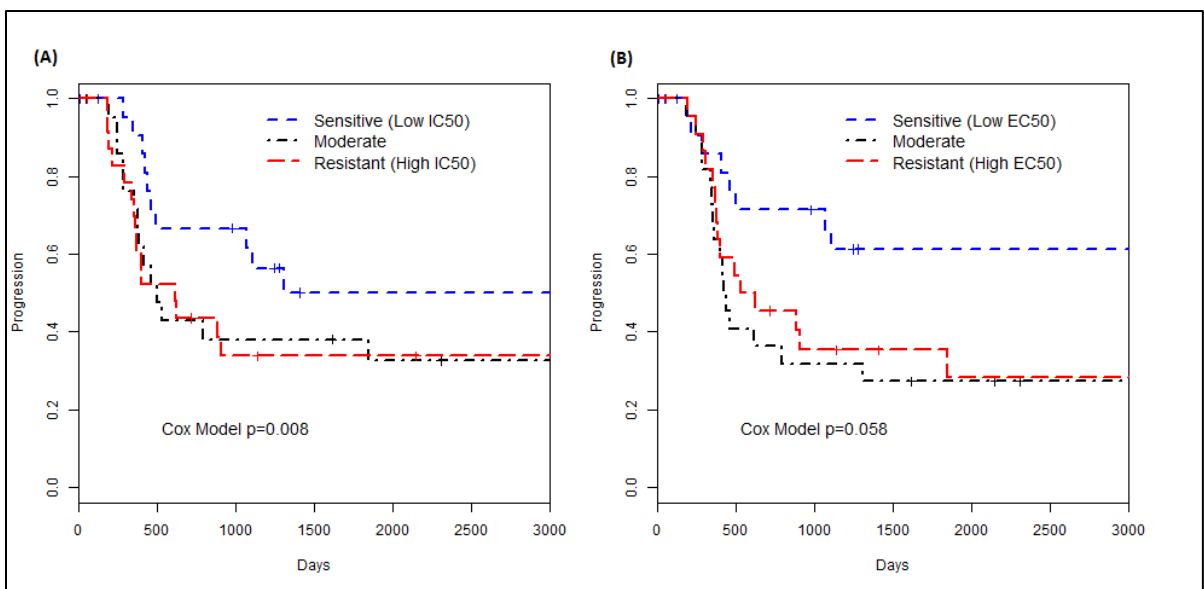 (A)
Progression
1.0
0.8
0.6
0.4
0.2
0.0
Sensitive (Low IC50)
Moderate
Resistant (High IC50)
Cox Model p=0.008
0 500 1000 1500 2000 2500 3000
Days
(B)
Progression
1.0
0.8
0.6
0.4
0.2
0.0
Sensitive (Low EC50)
Moderate
Resistant (High EC50)
Cox Model p=0.058
0 500 1000 1500 2000 2500 3000
Days